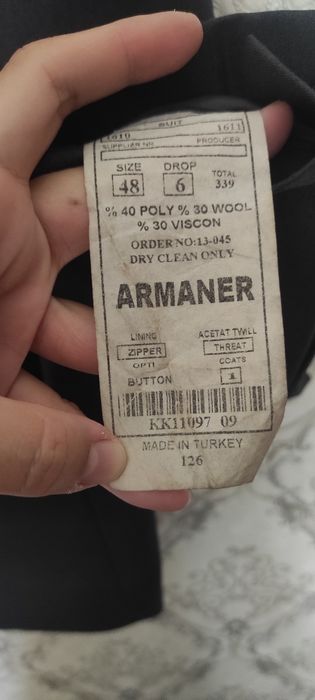 SUIT
1610 1611
SUPPLIAR NR PRODUCER
SIZE DROP TOTAL
48 6 339
% 40 POLY % 30 WOOL
% 30 VISCON
ORDER NO:13-045
DRY CLEAN ONLY
ARMANER
LINING ACETAT TWILL
ZIPPER THREAT
OPTI COATS
BUTTON 1
KK11097 09
MADE IN TURKEY
126